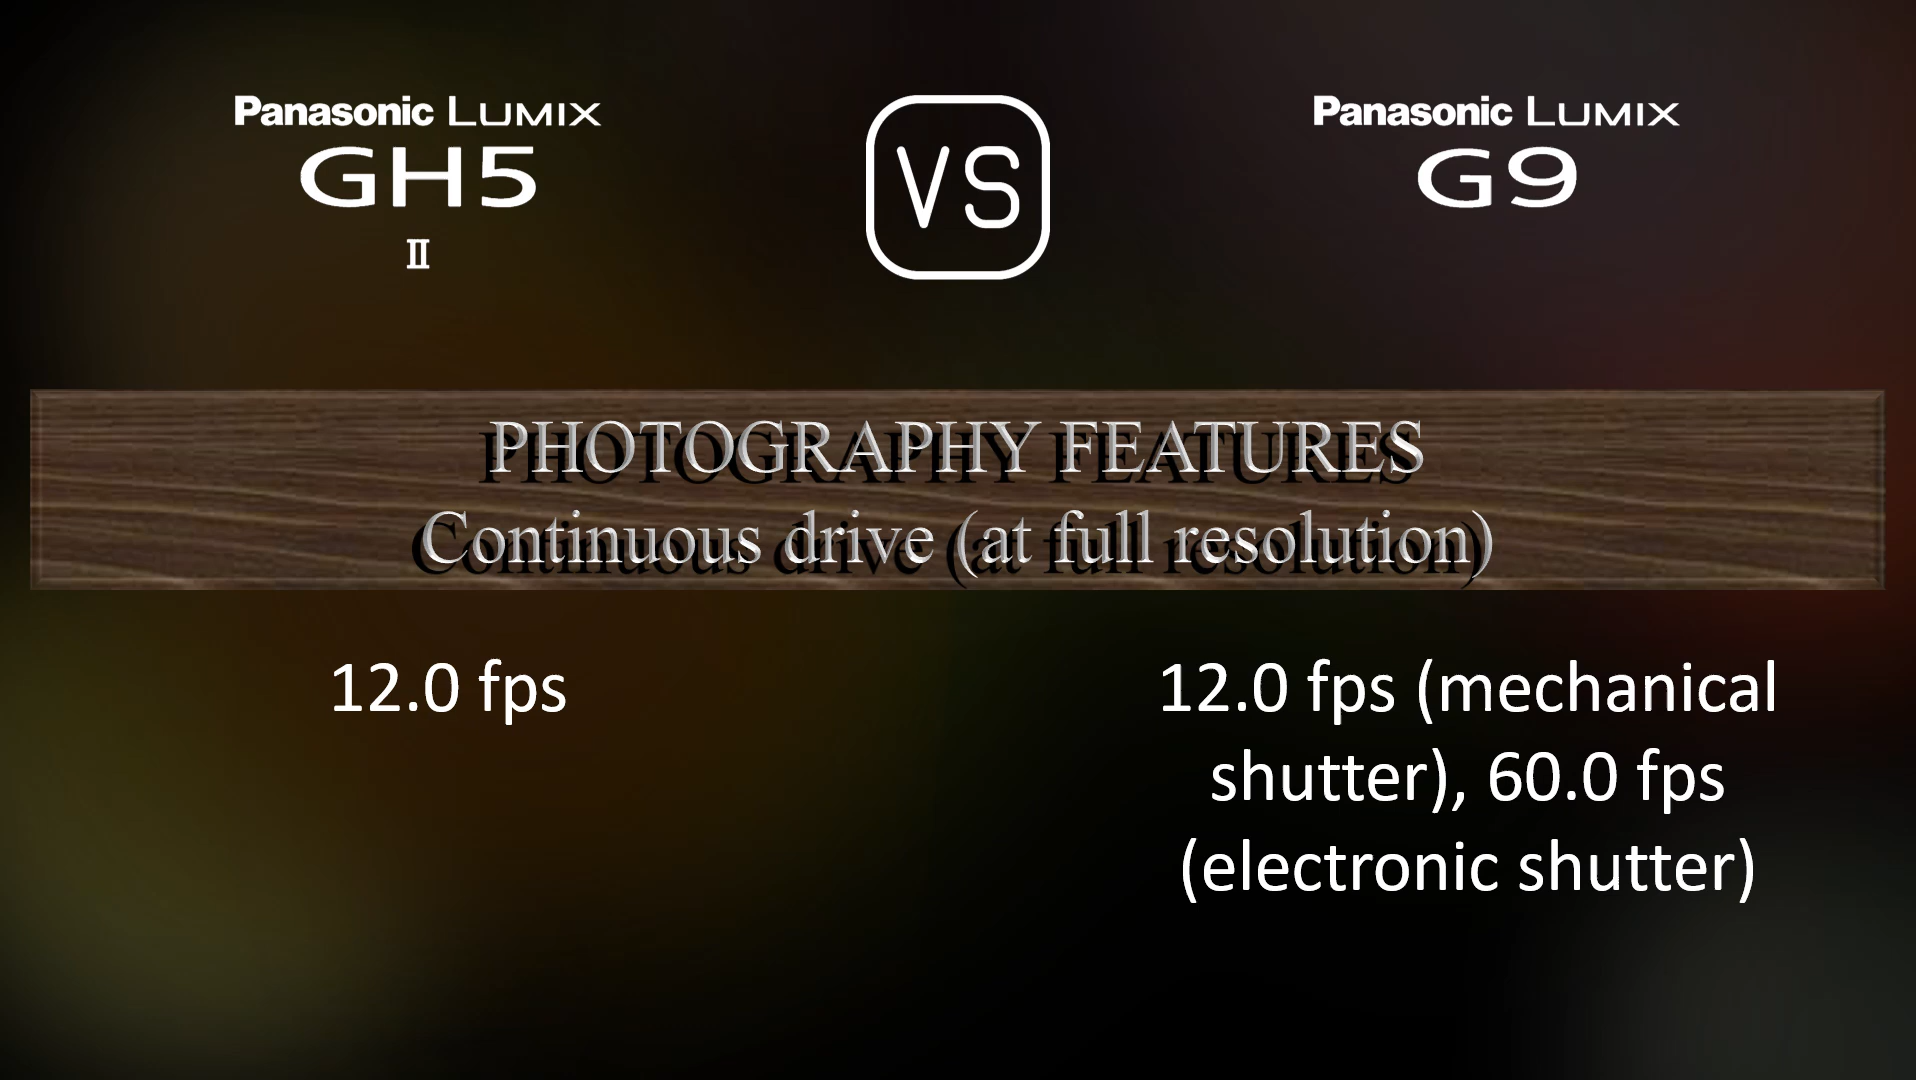 Panasonic LUMIX
GH5
II
VS
Panasonic LUMIX
G9
PHOTOGRAPHY FEATURES
Continuous drive (at full resolution)
12.0 fps
12.0 fps (mechanical
shutter), 60.0 fps
(electronic shutter)